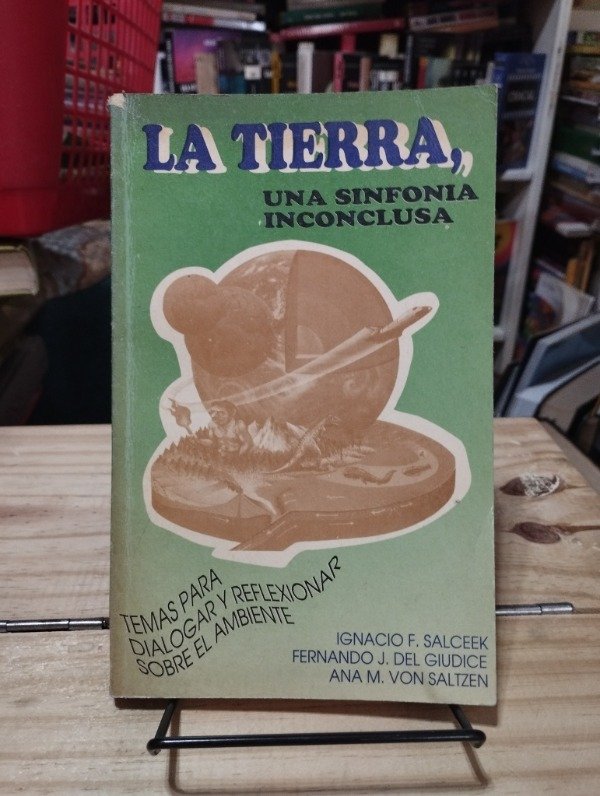 LA TIERRA,,
UNA SINFONIA
INCONCLUSA
TEMAS PARA
DIALOGAR Y REFLEXIONAR
SOBRE EL AMBIENTE
IGNACIO F. SALCEEK
FERNANDO J. DEL GIUDICE
ANA M. VON SALTZEN